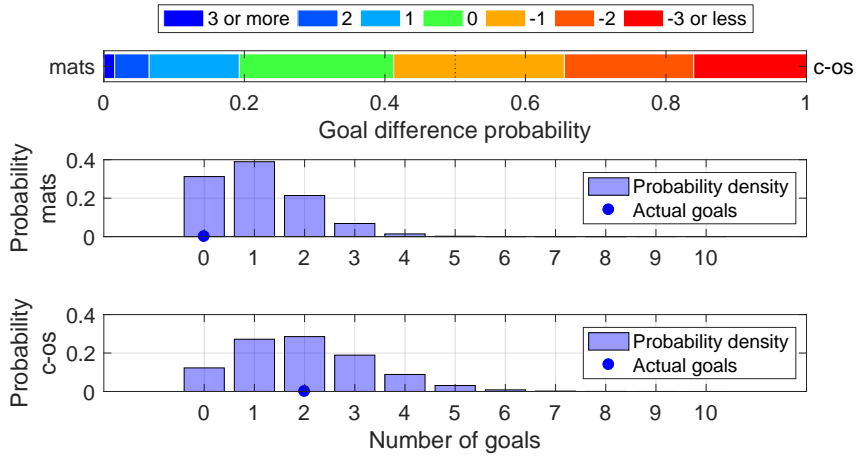 3 or more 2 1 0 -1 -2 -3 or less
mats c-os
0 0.2 0.4 0.6 0.8 1
Goal difference probability
Probability
mats
0.4
0.2
0
Probability density
Actual goals
0 1 2 3 4 5 6 7 8 9 10
Probability
c-os
0.4
0.2
0
Probability density
Actual goals
0 1 2 3 4 5 6 7 8 9 10
Number of goals